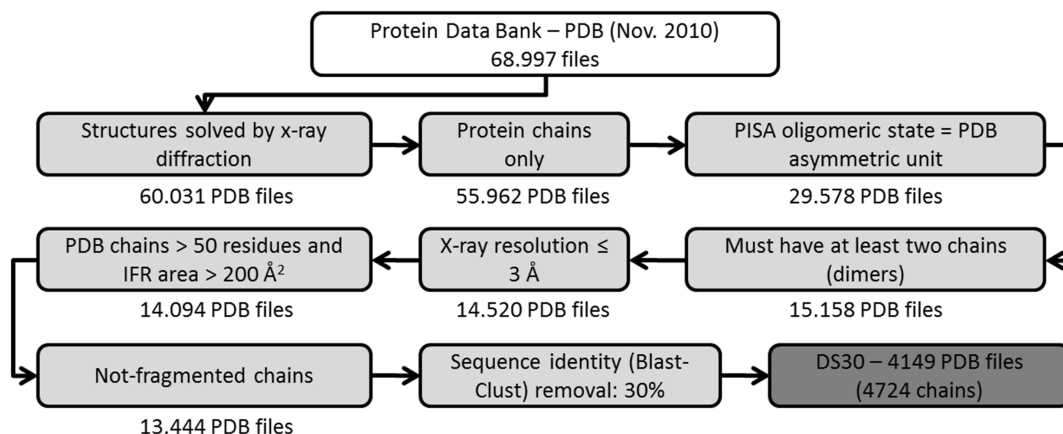 Protein Data Bank – PDB (Nov. 2010)
68.997 files
Structures solved by x-ray
diffraction
60.031 PDB files
Protein chains
only
55.962 PDB files
PISA oligomeric state = PDB
asymmetric unit
29.578 PDB files
Must have at least two chains
(dimers)
15.158 PDB files
X-ray resolution ≤
3 Å
14.520 PDB files
PDB chains > 50 residues and
IFR area > 200 Å²
14.094 PDB files
Not-fragmented chains
13.444 PDB files
Sequence identity (Blast-
Clust) removal: 30%
DS30 – 4149 PDB files
(4724 chains)